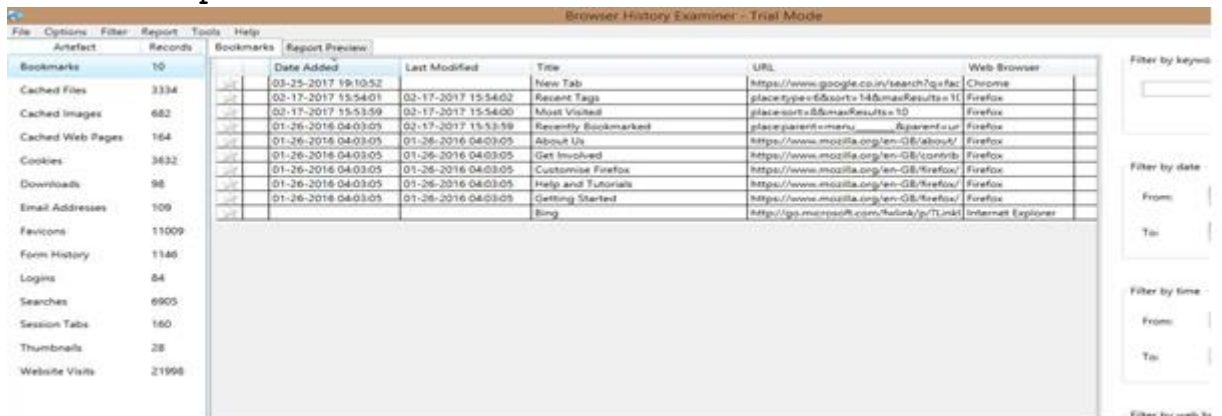 Browser History Examiner - Trial Mode
File Options Filter Report Tools Help
Artefact Records
Bookmarks 10
Cached Files 3334
Cached Images 682
Cached Web Pages 164
Cookies 3632
Downloads 98
Email Addresses 109
Favicons 11009
Form History 1146
Logins 84
Searches 6905
Session Tabs 160
Thumbnails 28
Website Visits 21998
Bookmarks Report Preview
Date Added Last Modified Title URL Web Browser
03-25-2017 19:10:52 New Tab https://www.google.co.in/search?q=fac Chrome
02-17-2017 15:54:01 02-17-2017 15:54:02 Recent Tags place:type=6&sort=14&maxResults=10 Firefox
02-17-2017 15:53:59 02-17-2017 15:54:00 Most Visited place:sort=8&maxResults=10 Firefox
01-26-2016 04:03:05 02-17-2017 15:53:59 Recently Bookmarked place:parent=menu &parent=ur Firefox
01-26-2016 04:03:05 01-26-2016 04:03:05 About Us https://www.mozilla.org/en-GB/about/ Firefox
01-26-2016 04:03:05 01-26-2016 04:03:05 Get Involved https://www.mozilla.org/en-GB/contrib Firefox
01-26-2016 04:03:05 01-26-2016 04:03:05 Customise Firefox https://www.mozilla.org/en-GB/firefox/ Firefox
01-26-2016 04:03:05 01-26-2016 04:03:05 Help and Tutorials https://www.mozilla.org/en-GB/firefox/ Firefox
01-26-2016 04:03:05 01-26-2016 04:03:05 Getting Started https://www.mozilla.org/en-GB/firefox/ Firefox
Bing http://go.microsoft.com/fwlink/p/?LinkI Internet Explorer
Filter by keywo
Filter by date
From:
To:
Filter by time
From:
To: